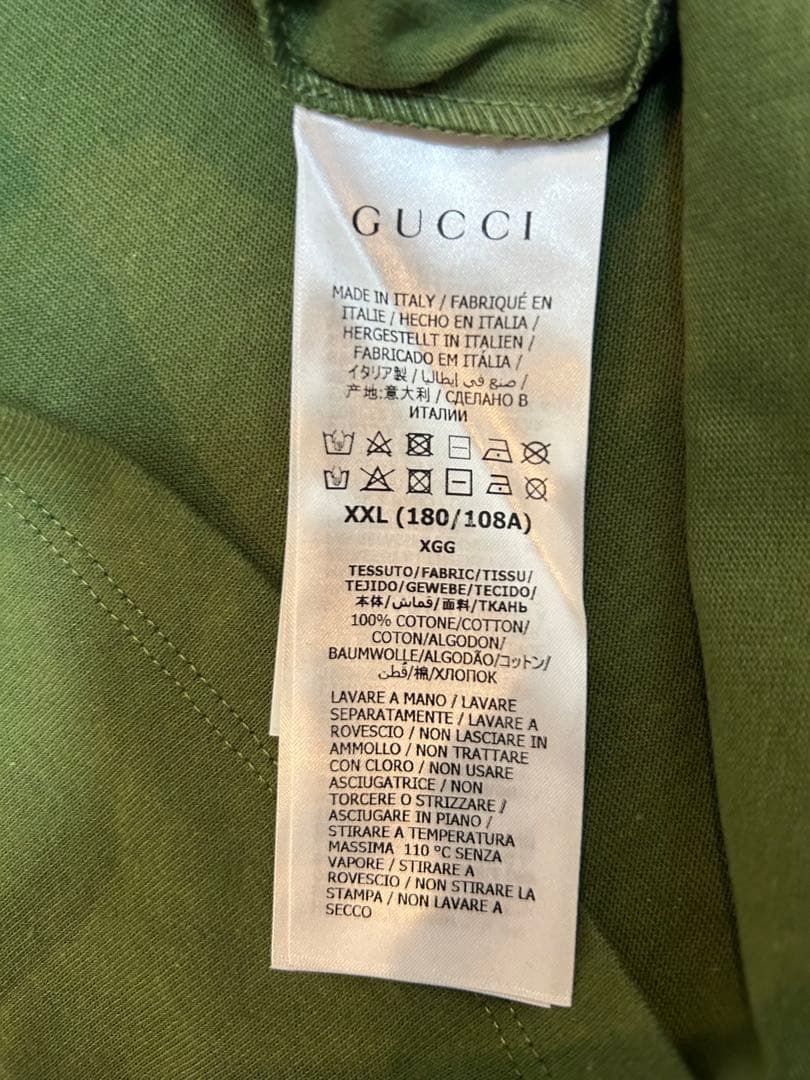 GUCCI
MADE IN ITALY / FABRIQUÉ EN
ITALIE / HECHO EN ITALIA /
HERGESTELLT IN ITALIEN /
FABRICADO EM ITÁLIA /
イタリア製 / صنع في إيطاليا /
产地:意大利 / СДЕЛАНО В
ИТАЛИИ
XXL (180/108A)
XGG
TESSUTO/FABRIC/TISSU/
TEJIDO/GEWEBE/TECIDO/
本体/قماش/面料/ТКАНЬ
100% COTONE/COTTON/
COTON/ALGODON/
BAUMWOLLE/ALGODÃO/コットン/
قطن/棉/ХЛОПОК
LAVARE A MANO / LAVARE
SEPARATAMENTE / LAVARE A
ROVESCIO / NON LASCIARE IN
AMMOLLO / NON TRATTARE
CON CLORO / NON USARE
ASCIUGATRICE / NON
TORCERE O STRIZZARE /
ASCIUGARE IN PIANO /
STIRARE A TEMPERATURA
MASSIMA 110 °C SENZA
VAPORE / STIRARE A
ROVESCIO / NON STIRARE LA
STAMPA / NON LAVARE A
SECCO